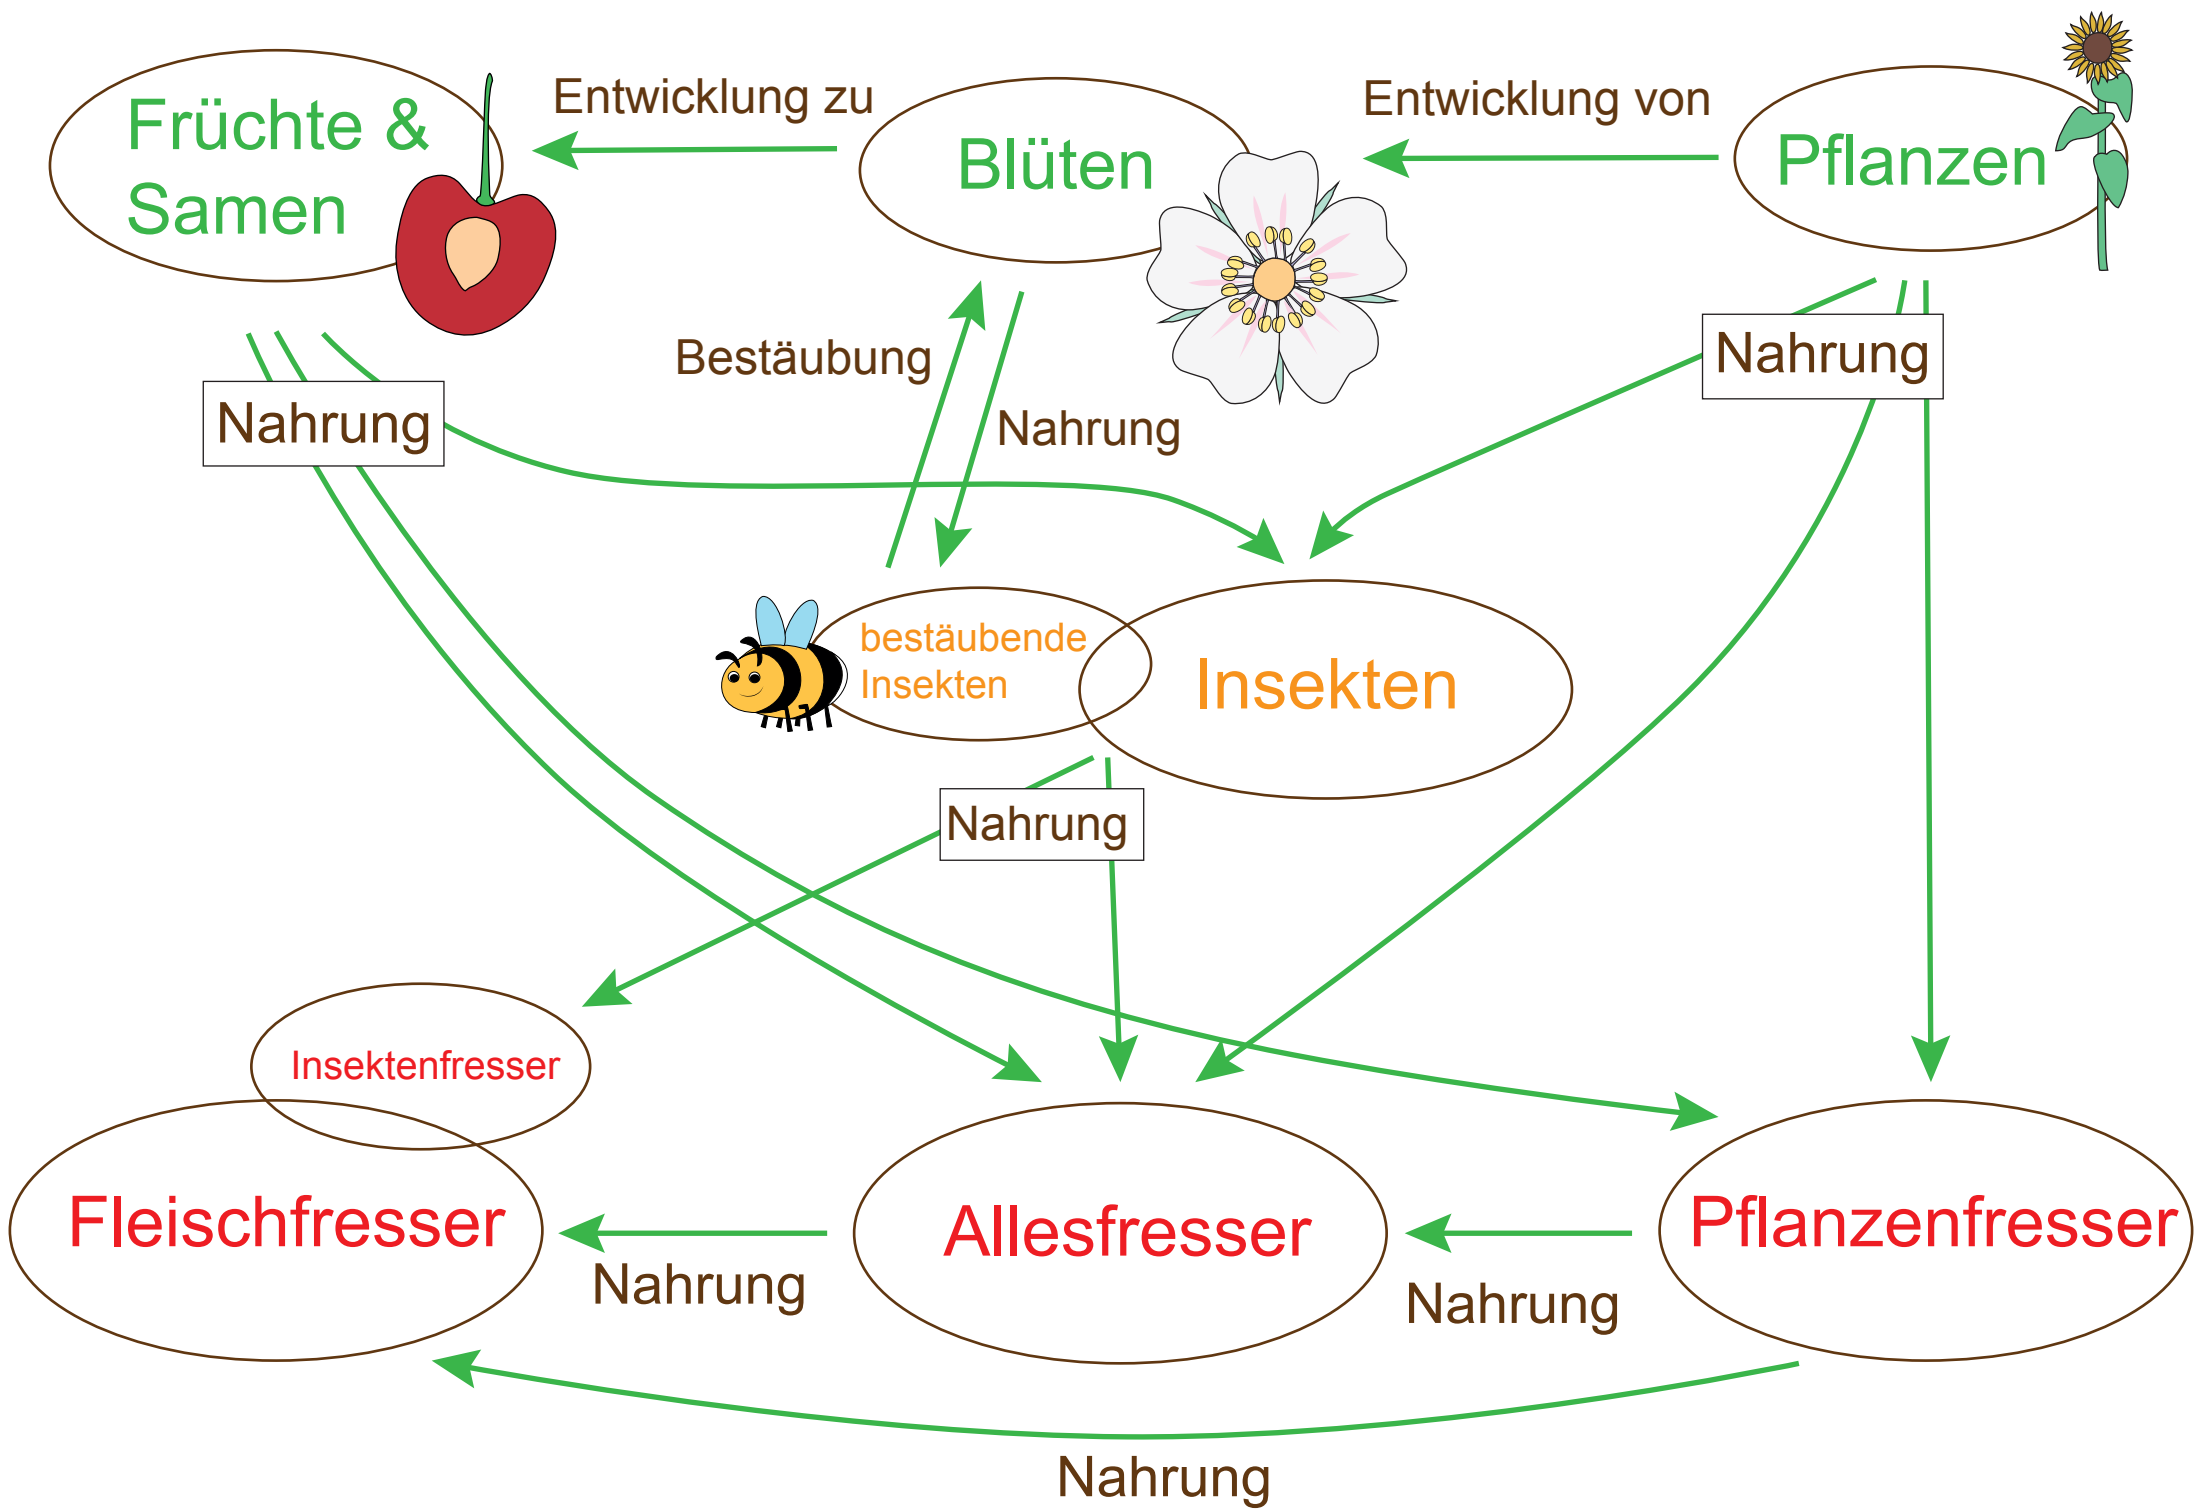 Entwicklung zu
Entwicklung von
Früchte &
Samen
Blüten
Pflanzen
Bestäubung
Nahrung
Nahrung
Nahrung
bestäubende
Insekten
Insekten
Nahrung
Insektenfresser
Fleischfresser
Allesfresser
Pflanzenfresser
Nahrung
Nahrung
Nahrung